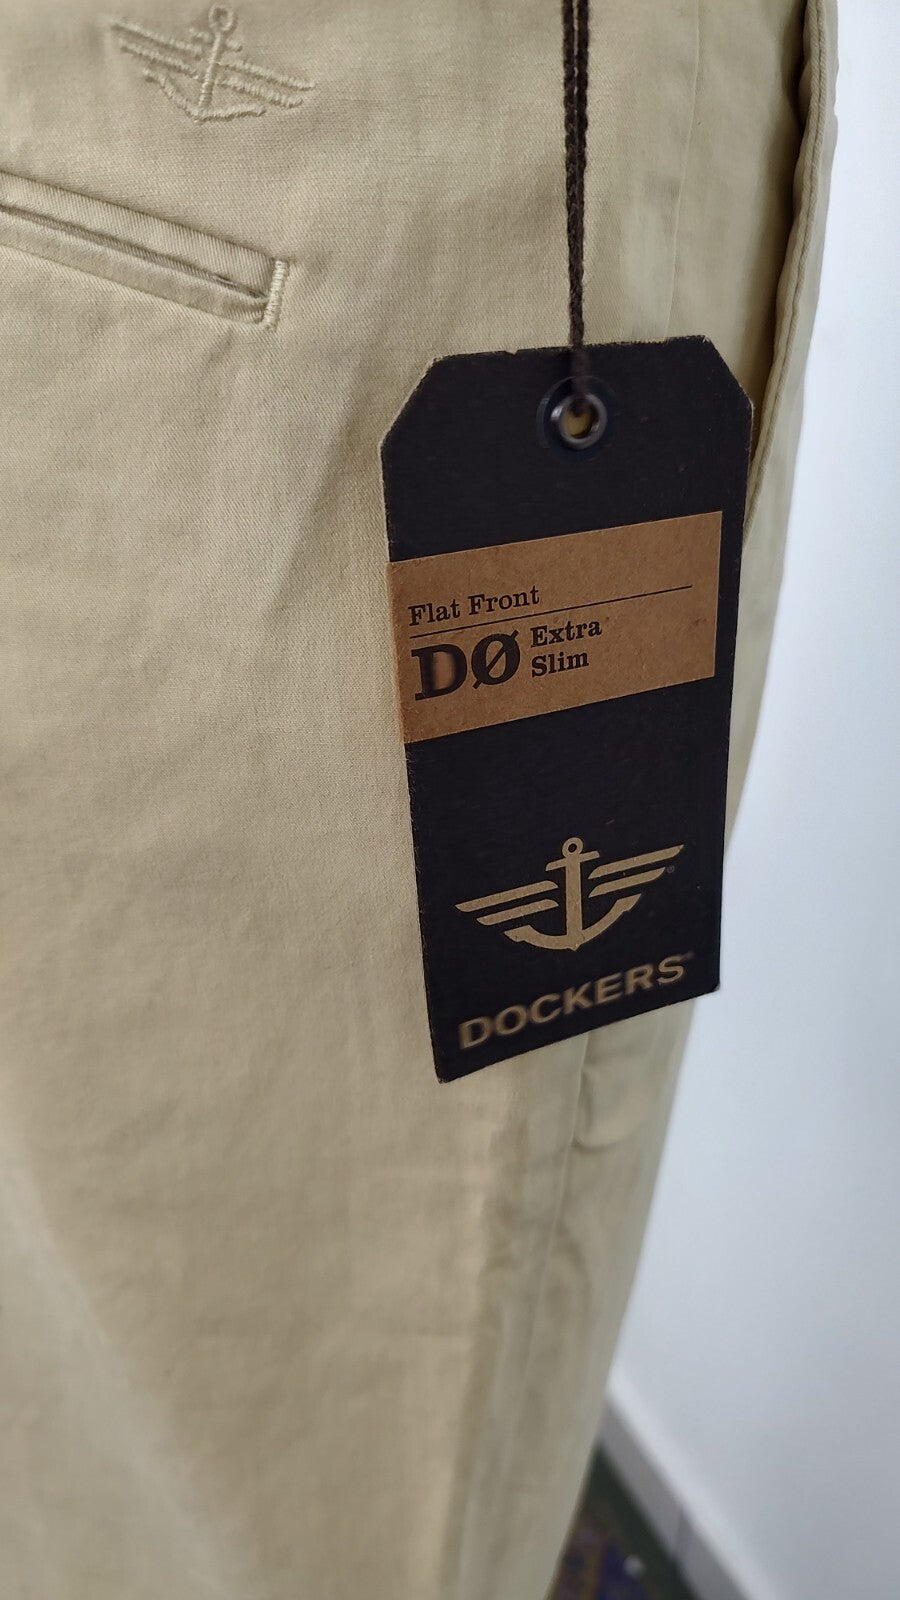 Flat Front
DØ Extra
Slim
DOCKERS